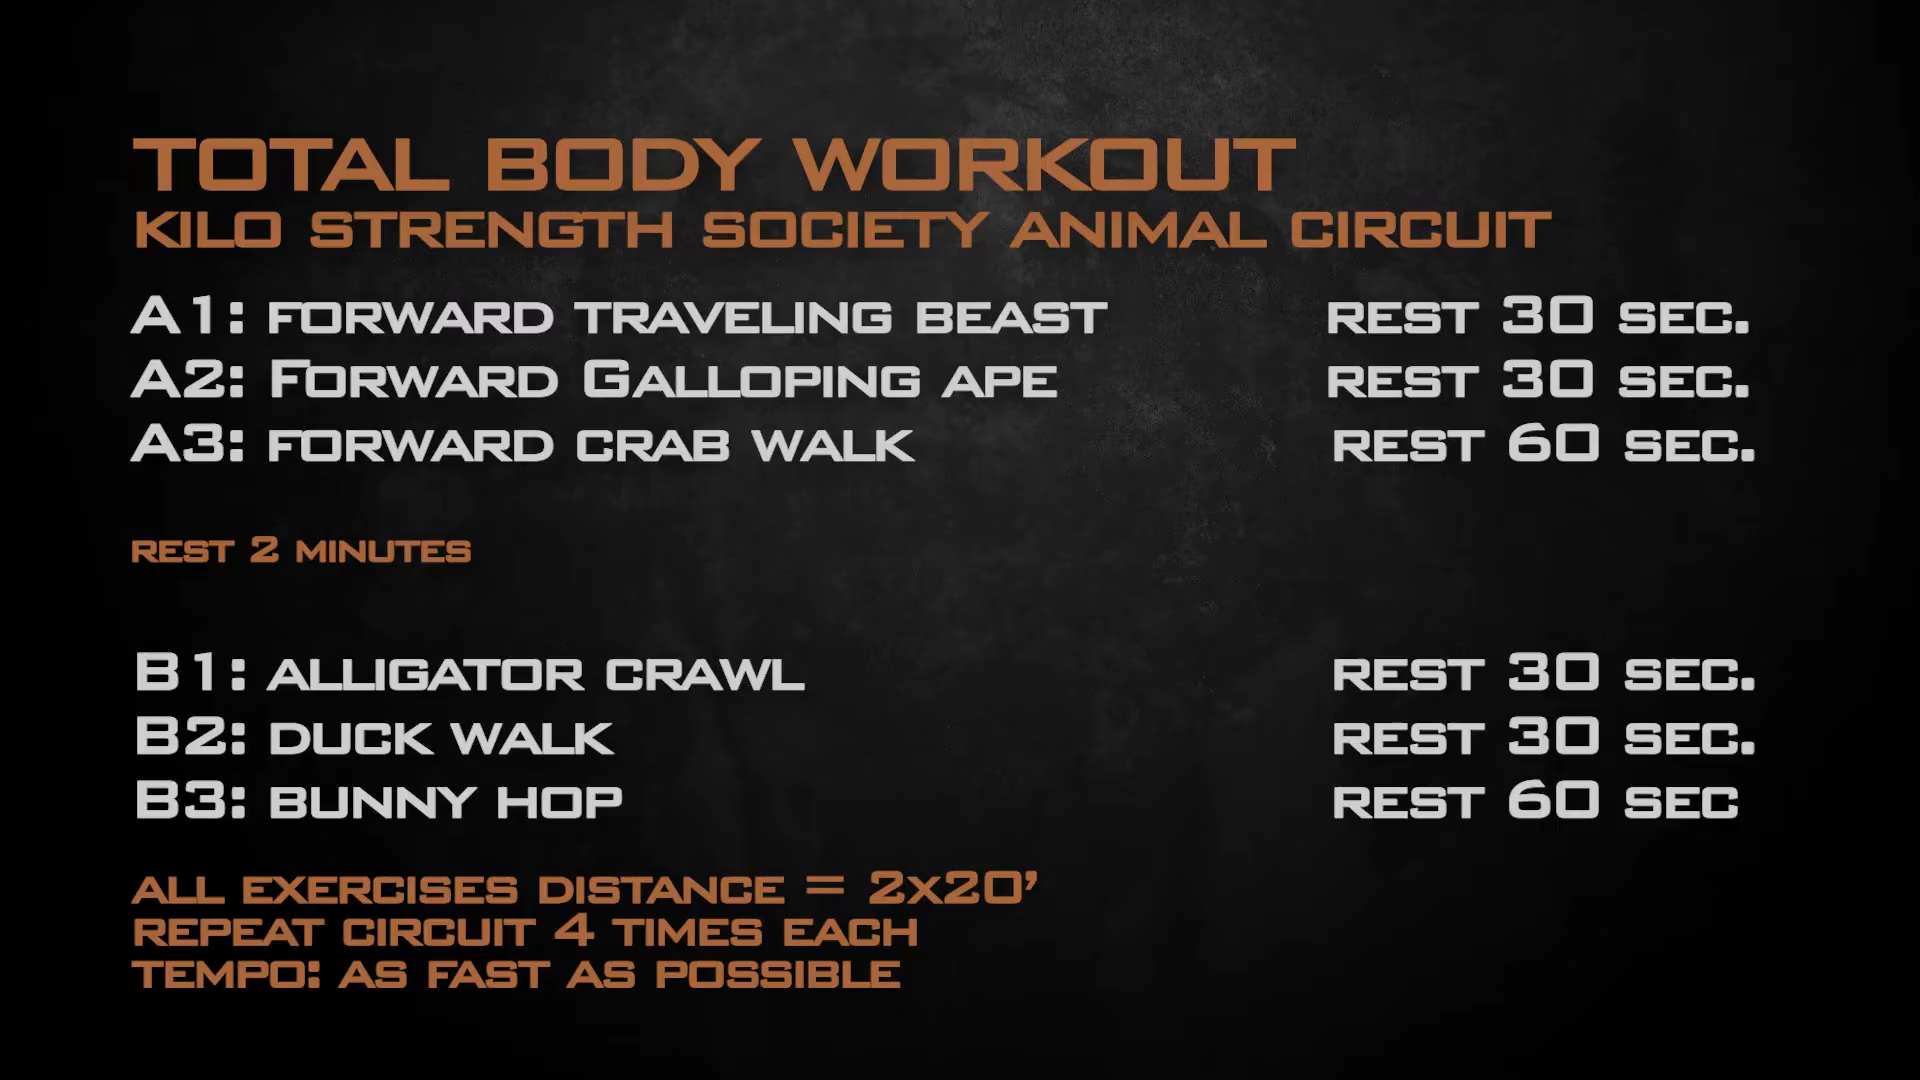 TOTAL BODY WORKOUT
KILO STRENGTH SOCIETY ANIMAL CIRCUIT
A1: FORWARD TRAVELING BEAST REST 30 SEC.
A2: FORWARD GALLOPING APE REST 30 SEC.
A3: FORWARD CRAB WALK REST 60 SEC.
REST 2 MINUTES
B1: ALLIGATOR CRAWL REST 30 SEC.
B2: DUCK WALK REST 30 SEC.
B3: BUNNY HOP REST 60 SEC
ALL EXERCISES DISTANCE = 2X20’
REPEAT CIRCUIT 4 TIMES EACH
TEMPO: AS FAST AS POSSIBLE